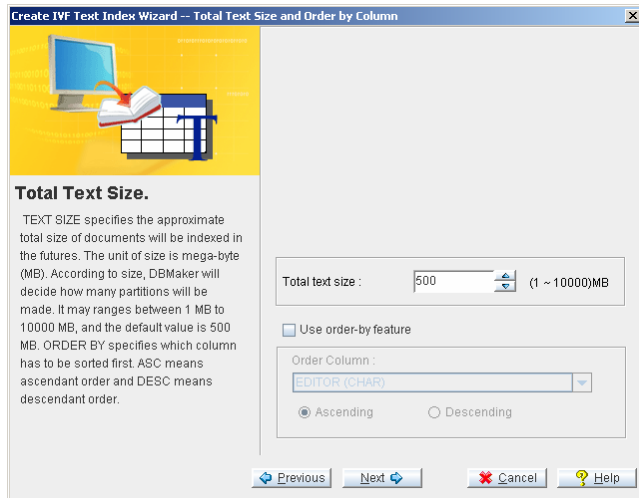 Create IVF Text Index Wizard -- Total Text Size and Order by Column
T
Total Text Size.
TEXT SIZE specifies the approximate
total size of documents will be indexed in
the futures. The unit of size is mega-byte
(MB). According to size, DBMaker will
decide how many partitions will be
made. It may ranges between 1 MB to
10000 MB, and the default value is 500
MB. ORDER BY specifies which column
has to be sorted first. ASC means
ascendant order and DESC means
descendant order.
Total text size : 500 (1 ~ 10000)MB
Use order-by feature
Order Column :
EDITOR (CHAR)
Ascending Descending
Previous Next Cancel Help